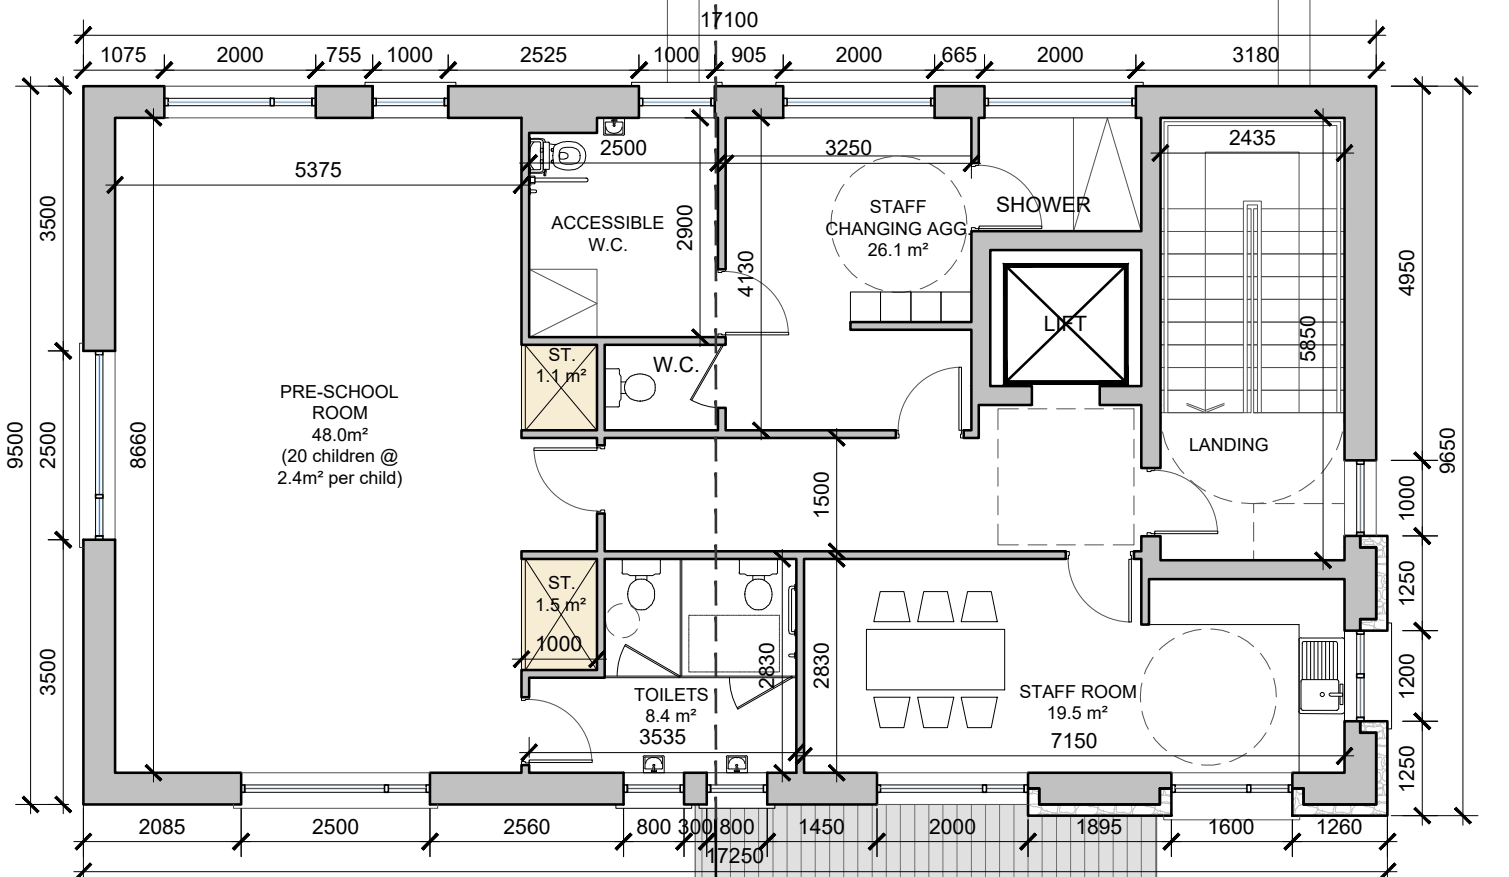 17100
1075 2000 755 1000 2525 1000 905 2000 665 2000 3180
5375
2500
3250
2435
3500
ACCESSIBLE
W.C.
2900
STAFF
CHANGING AGG.
26.1 m²
SHOWER
4130
4950
LIFT
5850
ST.
1.1 m²
W.C.
PRE-SCHOOL
ROOM
48.0m²
(20 children @
2.4m² per child)
9500
2500
8660
LANDING
9650
1500
1000
ST.
1.5 m²
1000
1250
3500
2830
2830
TOILETS
8.4 m²
3535
STAFF ROOM
19.5 m²
7150
1200
1250
2085 2500 2560 800 300 800 1450 2000 1895 1600 1260
17250